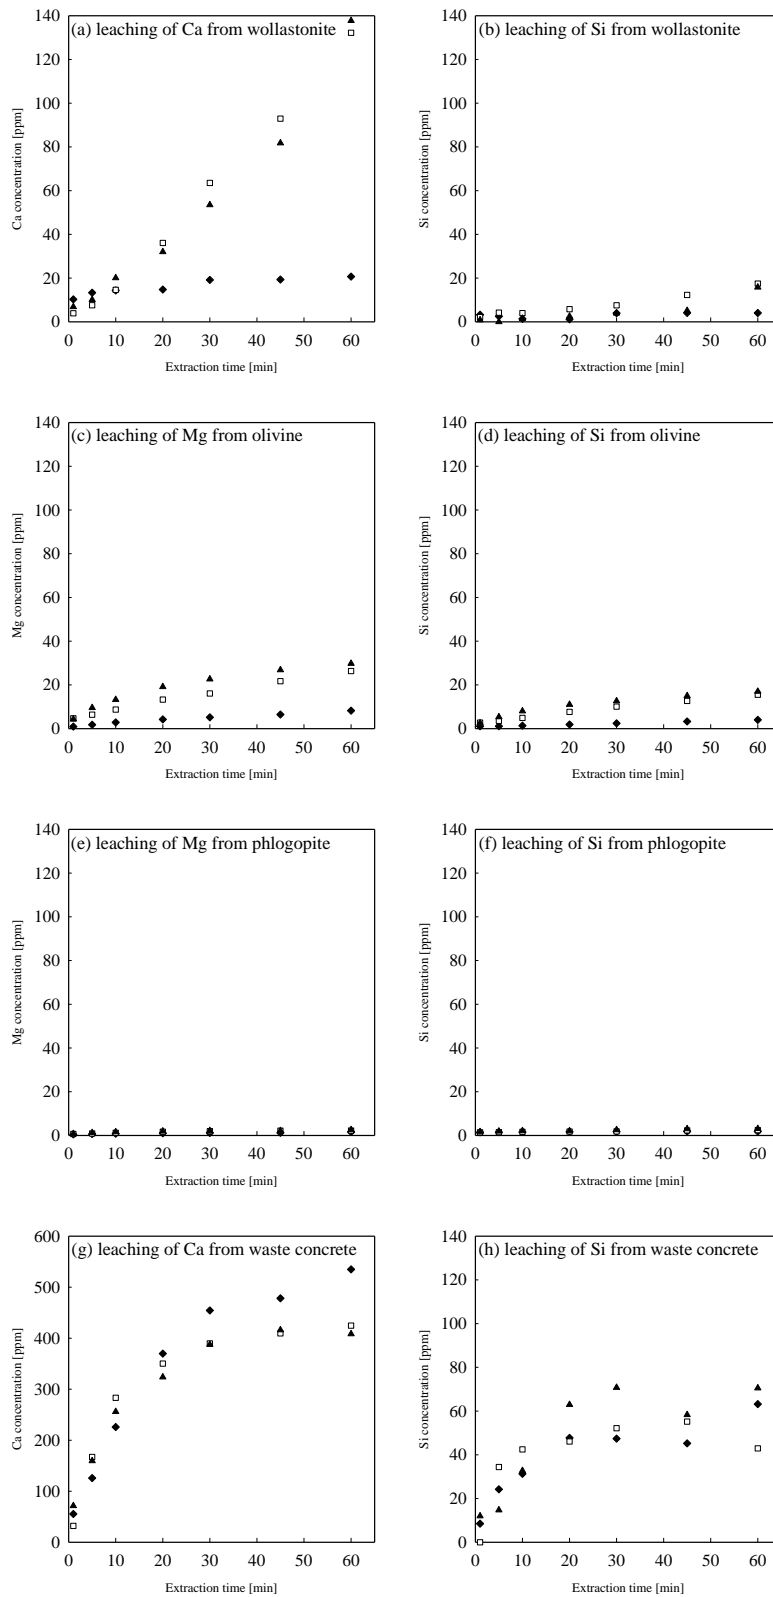 (a) leaching of Ca from wollastonite
Ca concentration [ppm]
140
120
100
80
60
40
20
0
0 10 20 30 40 50 60
Extraction time [min]
(b) leaching of Si from wollastonite
Si concentration [ppm]
140
120
100
80
60
40
20
0
0 10 20 30 40 50 60
Extraction time [min]
(c) leaching of Mg from olivine
Mg concentration [ppm]
140
120
100
80
60
40
20
0
0 10 20 30 40 50 60
Extraction time [min]
(d) leaching of Si from olivine
Si concentration [ppm]
140
120
100
80
60
40
20
0
0 10 20 30 40 50 60
Extraction time [min]
(e) leaching of Mg from phlogopite
Mg concentration [ppm]
140
120
100
80
60
40
20
0
0 10 20 30 40 50 60
Extraction time [min]
(f) leaching of Si from phlogopite
Si concentration [ppm]
140
120
100
80
60
40
20
0
0 10 20 30 40 50 60
Extraction time [min]
(g) leaching of Ca from waste concrete
Ca concentration [ppm]
600
500
400
300
200
100
0
0 10 20 30 40 50 60
Extraction time [min]
(h) leaching of Si from waste concrete
Si concentration [ppm]
140
120
100
80
60
40
20
0
0 10 20 30 40 50 60
Extraction time [min]